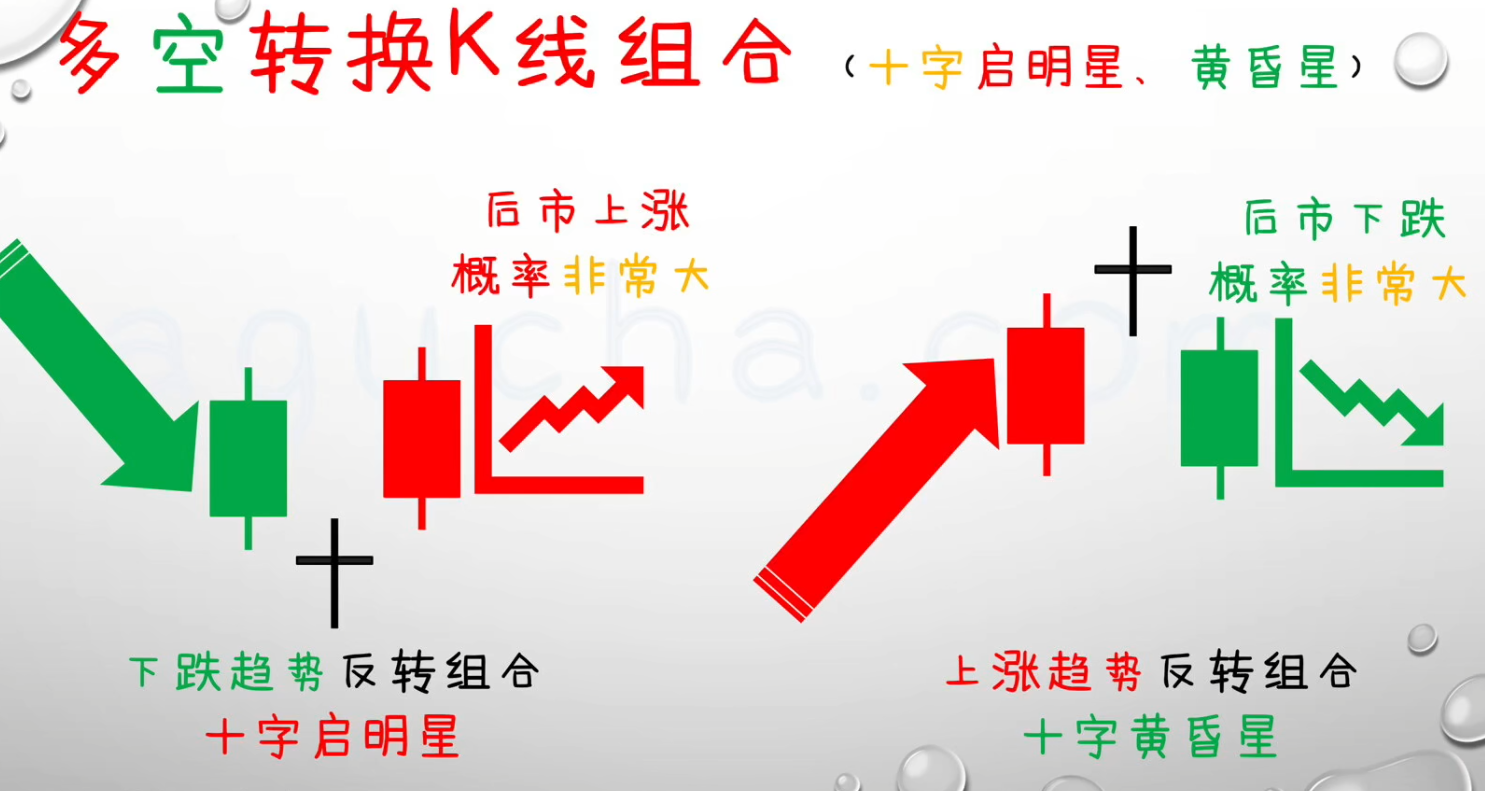 多空转换K线组合（十字启明星、黄昏星）
后市上涨
概率非常大
后市下跌
概率非常大
aqucha.com
下跌趋势反转组合
十字启明星
上涨趋势反转组合
十字黄昏星